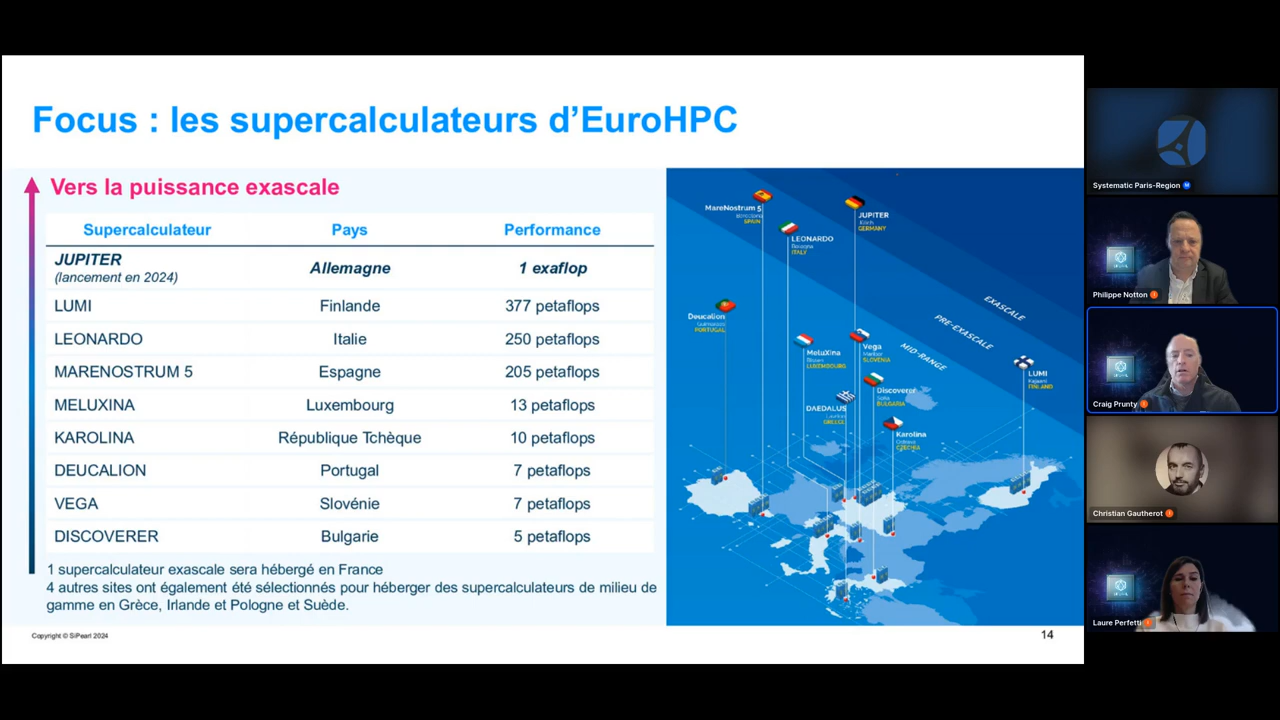 Focus : les supercalculateurs d'EuroHPC
Vers la puissance exascale
Supercalculateur Pays Performance
JUPITER
(lancement en 2024)
Allemagne 1 exaflop
LUMI Finlande 377 petaflops
LEONARDO Italie 250 petaflops
MARENOSTRUM 5 Espagne 205 petaflops
MELUXINA Luxembourg 13 petaflops
KAROLINA République Tchèque 10 petaflops
DEUCALION Portugal 7 petaflops
VEGA Slovénie 7 petaflops
DISCOVERER Bulgarie 5 petaflops
1 supercalculateur exascale sera hébergé en France
4 autres sites ont également été sélectionnés pour héberger des supercalculateurs de milieu de
gamme en Grèce, Irlande et Pologne et Suède.
Copyright © SiPearl 2024
14
MareNostrum 5
SPAIN
JUPITER
GERMANY
LEONARDO
ITALY
EXASCALE
PRE-EXASCALE
MID-RANGE
Deucalion
PORTUGAL
MeluXina
LUXEMBOURG
Vega
Maribor
SLOVENIA
LUMI
Kajaani
FINLAND
Discoverer
Sofia
BULGARIA
DAEDALUS
GREECE
Karolina
Ostrava
CZECHIA
Systematic Paris-Region
Philippe Notton
Craig Prunty
Christian Gautherot
Laure Perfetti